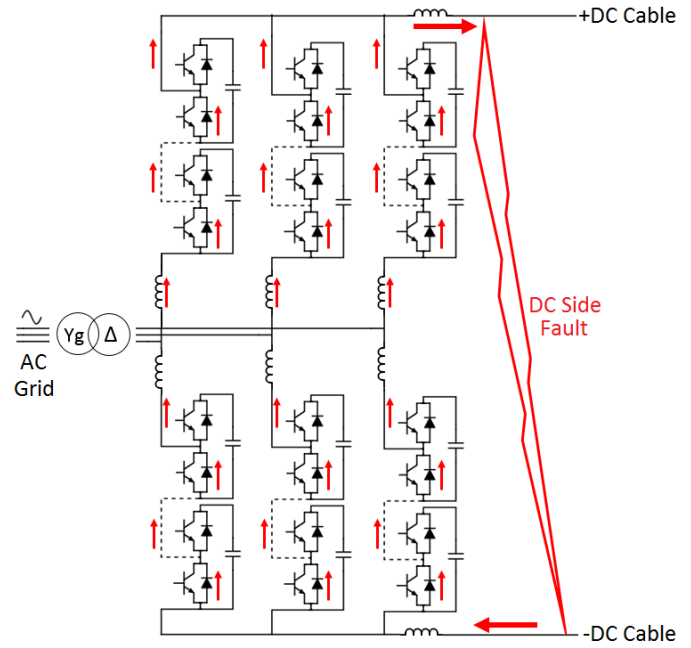 +DC Cable
DC Side
Fault
Yg
Δ
AC
Grid
-DC Cable